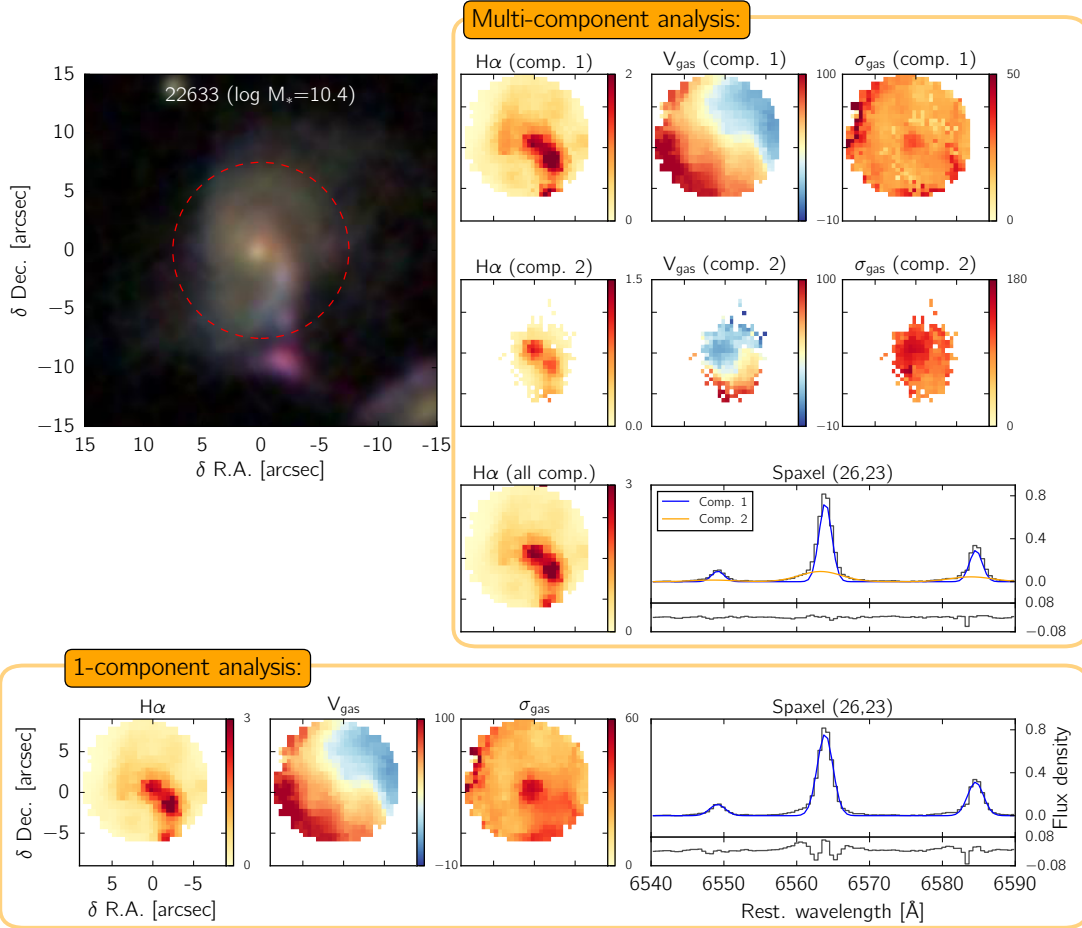 Multi-component analysis:
22633 (log M*=10.4)
15
10
5
0
−5
−10
−15
δ Dec. [arcsec]
15 10 5 0 -5 -10 -15
δ R.A. [arcsec]
Hα (comp. 1)
2
0
Vgas (comp. 1)
100
−10
σgas (comp. 1)
50
0
Hα (comp. 2)
1.5
0.0
Vgas (comp. 2)
100
−10
σgas (comp. 2)
180
0
Hα (all comp.)
3
0
Spaxel (26,23)
Comp. 1
Comp. 2
0.8
0.4
0.0
0.08
−0.08
1-component analysis:
Hα
3
0
5
0
−5
δ Dec. [arcsec]
5 0 -5
δ R.A. [arcsec]
Vgas
100
−10
σgas
60
0
Spaxel (26,23)
0.8
0.4
0.0
0.08
−0.08
Flux density
6540 6550 6560 6570 6580 6590
Rest. wavelength [Å]